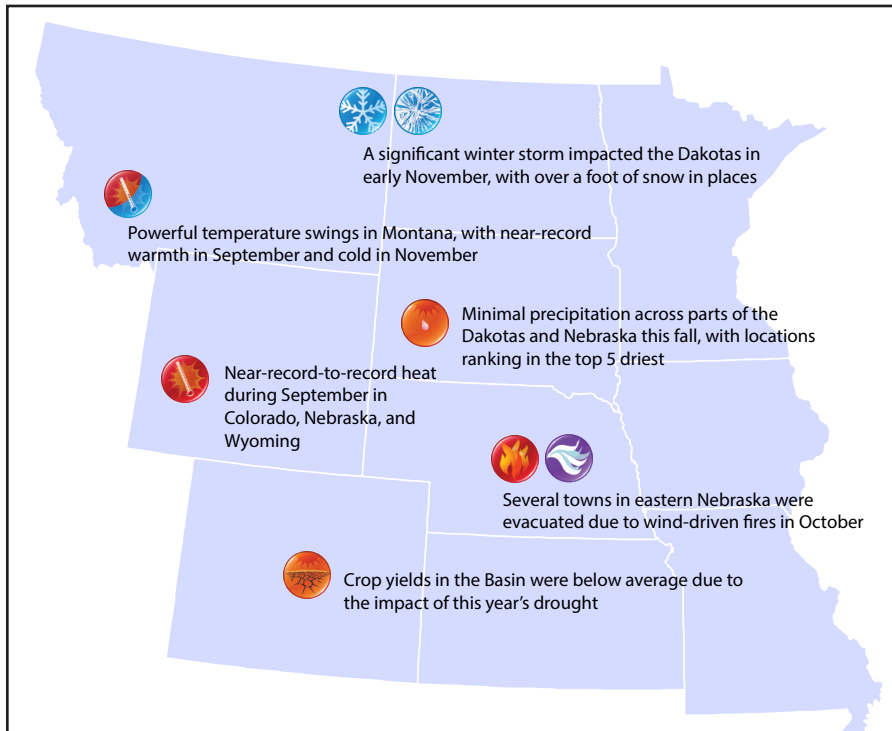 A significant winter storm impacted the Dakotas in
early November, with over a foot of snow in places
Powerful temperature swings in Montana, with near-record
warmth in September and cold in November
Minimal precipitation across parts of the
Dakotas and Nebraska this fall, with locations
ranking in the top 5 driest
Near-record-to-record heat
during September in
Colorado, Nebraska, and
Wyoming
Several towns in eastern Nebraska were
evacuated due to wind-driven fires in October
Crop yields in the Basin were below average due to
the impact of this year’s drought